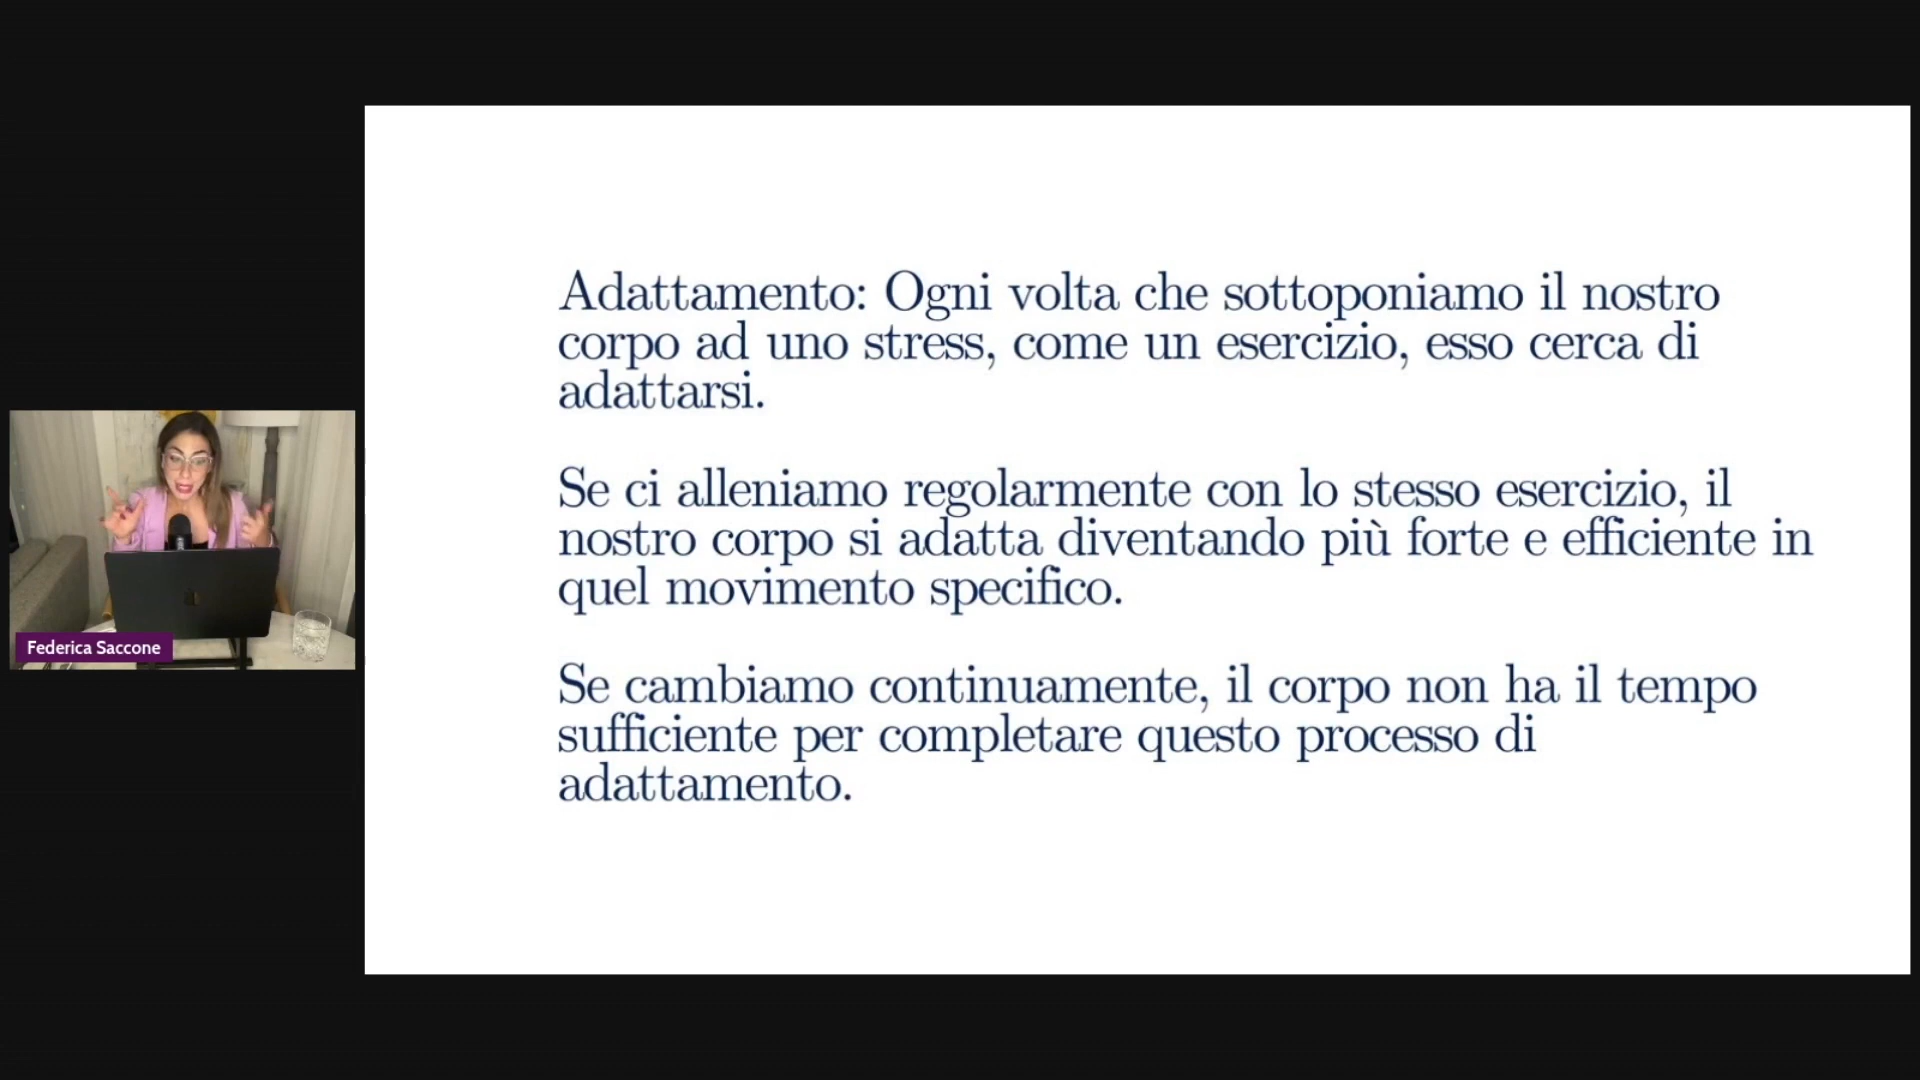 Adattamento: Ogni volta che sottoponiamo il nostro
corpo ad uno stress, come un esercizio, esso cerca di
adattarsi.
Se ci alleniamo regolarmente con lo stesso esercizio, il
nostro corpo si adatta diventando più forte e efficiente in
quel movimento specifico.
Se cambiamo continuamente, il corpo non ha il tempo
sufficiente per completare questo processo di
adattamento.
Federica Saccone